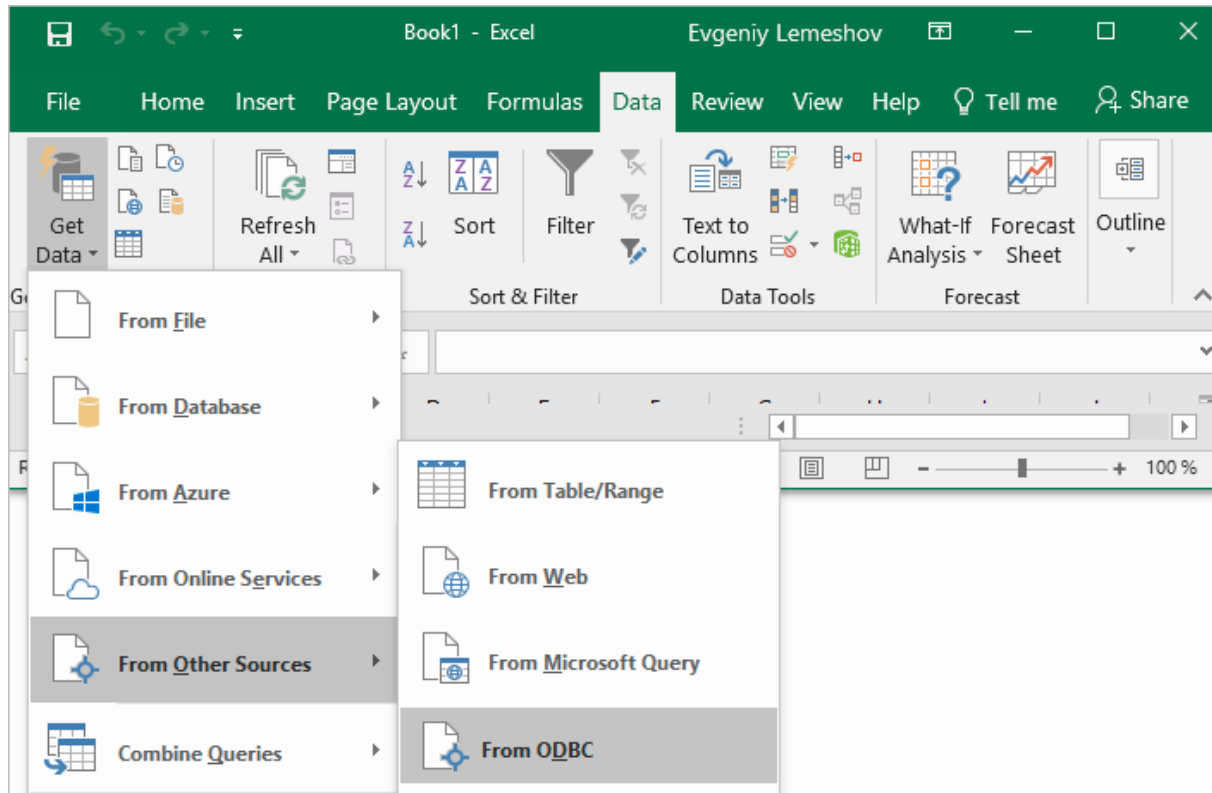 Book1 - Excel
Evgeniy Lemeshov
File Home Insert Page Layout Formulas Data Review View Help Tell me Share
Get Data
Refresh All
Sort
Filter
Text to Columns
What-If Analysis
Forecast Sheet
Outline
Sort & Filter
Data Tools
Forecast
From File
From Database
From Azure
From Online Services
From Other Sources
Combine Queries
100 %
From Table/Range
From Web
From Microsoft Query
From ODBC